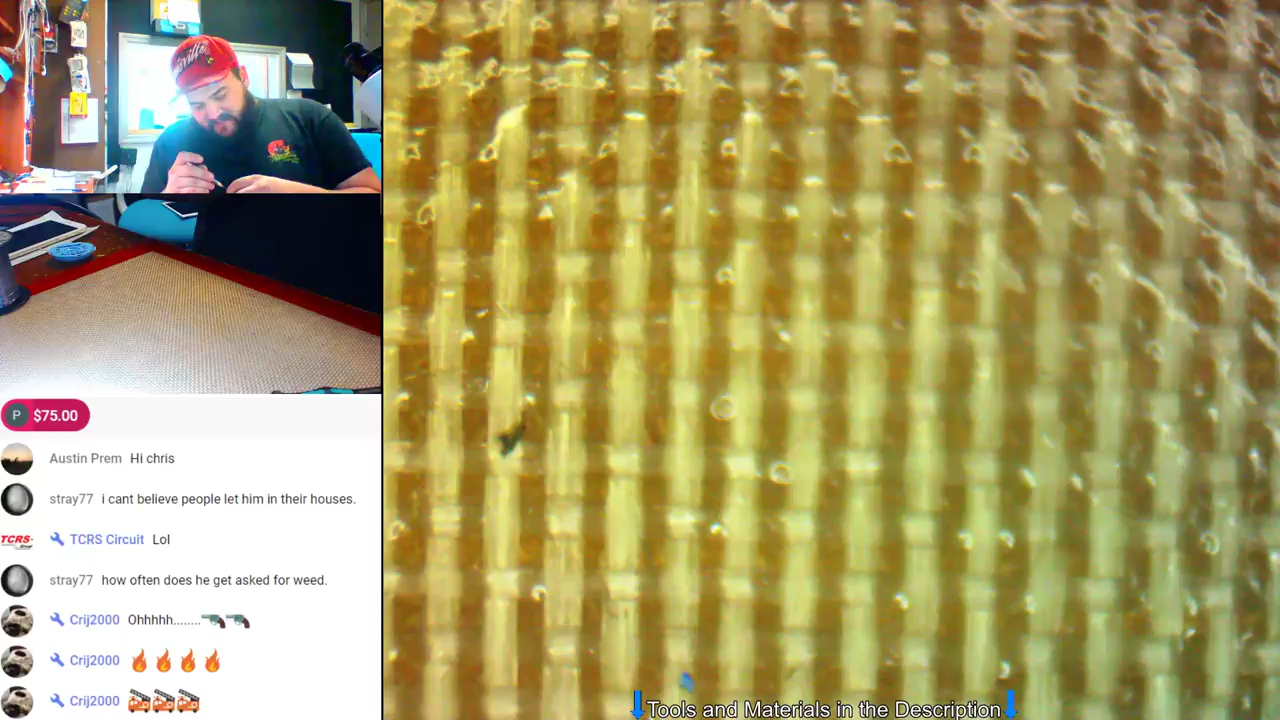 P $75.00
Austin Prem Hi chris
stray77 i cant believe people let him in their houses.
TCRS Circuit Lol
stray77 how often does he get asked for weed.
Crij2000 Ohhhhh........
Crij2000
Crij2000
TCRS
Tools and Materials in the Description